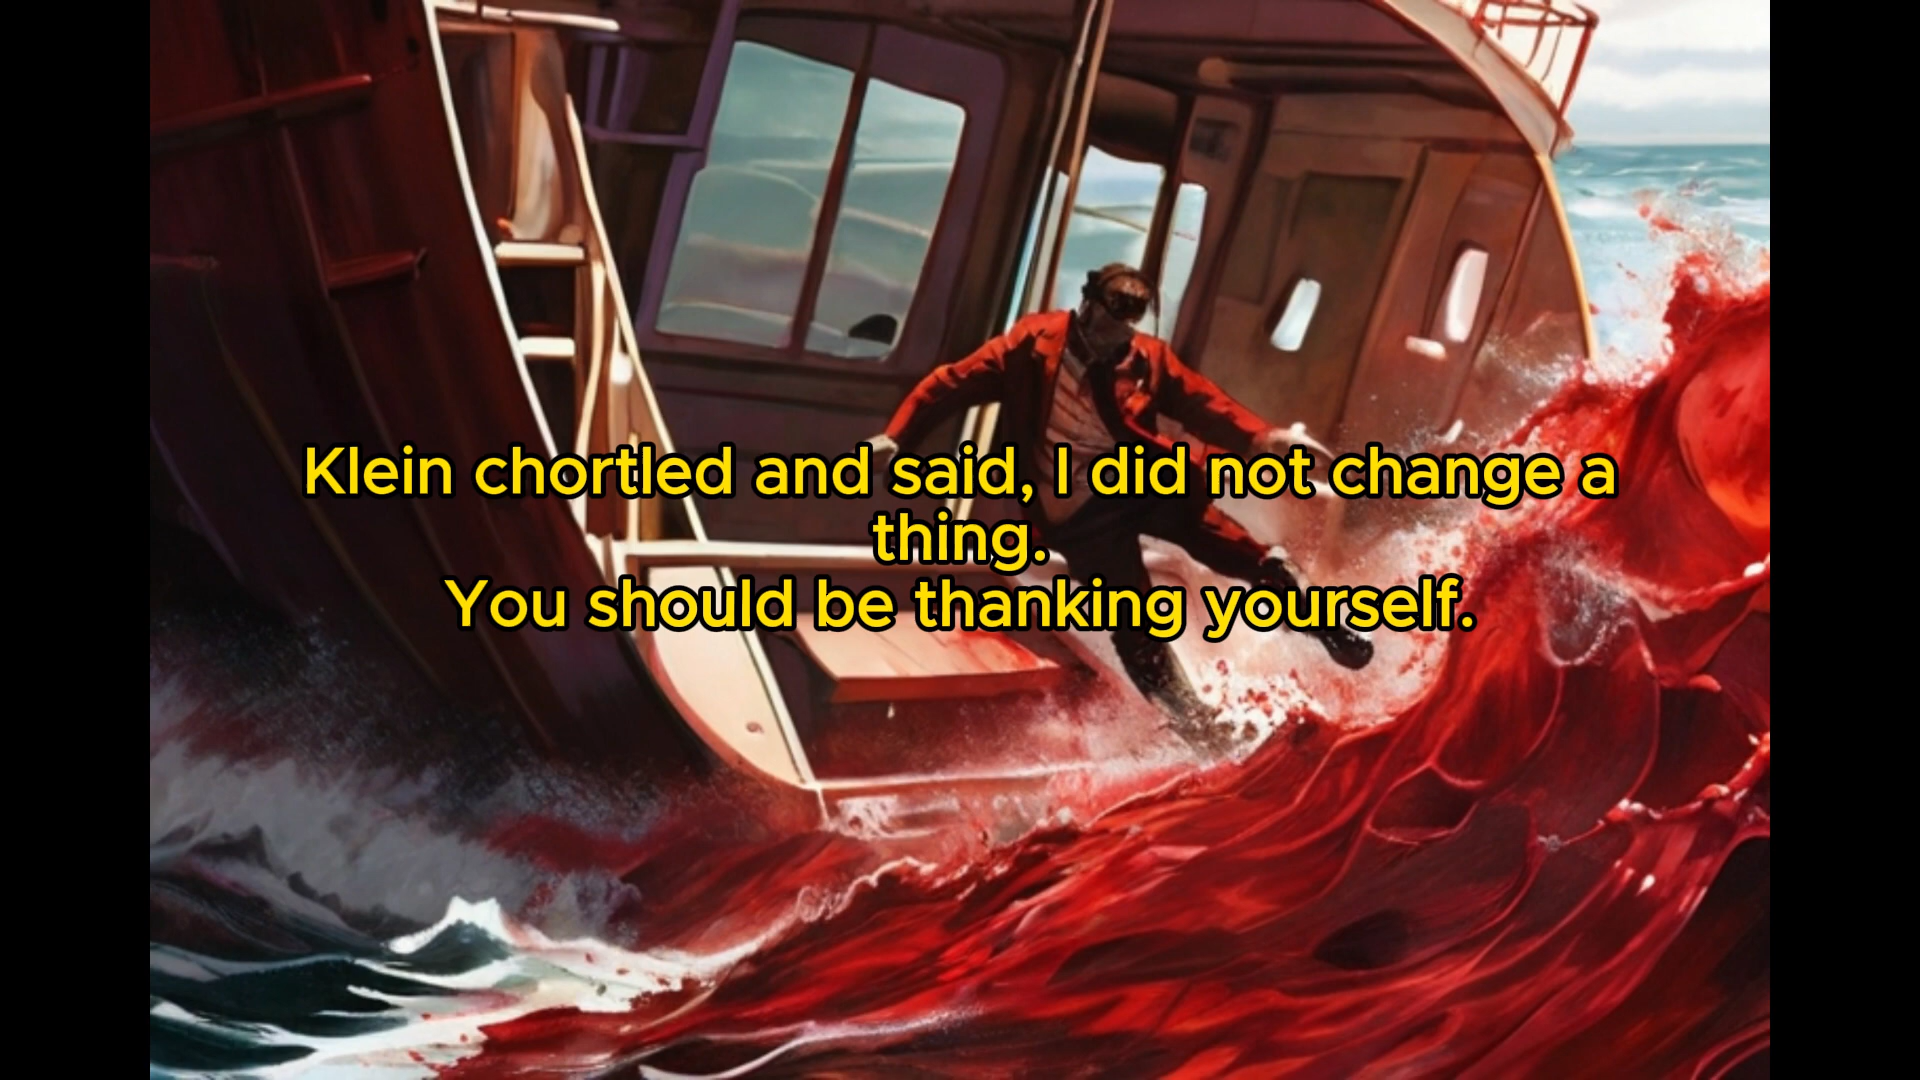 Klein chortled and said, I did not change a
thing.
You should be thanking yourself.